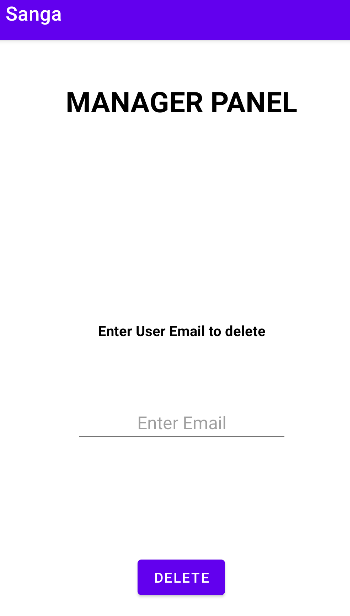 Sanga
MANAGER PANEL
Enter User Email to delete
Enter Email
DELETE